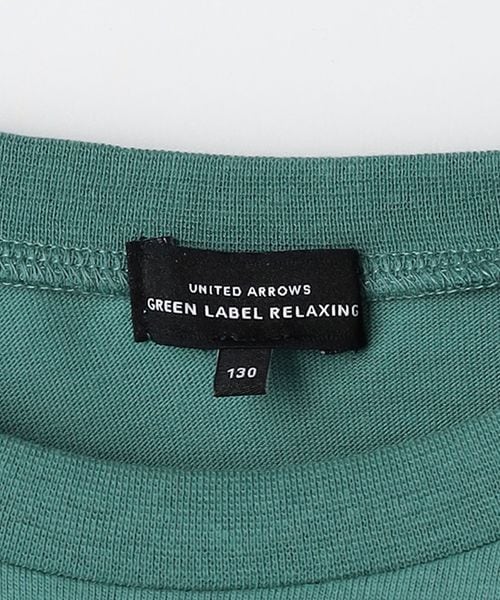 UNITED ARROWS
GREEN LABEL RELAXING
130